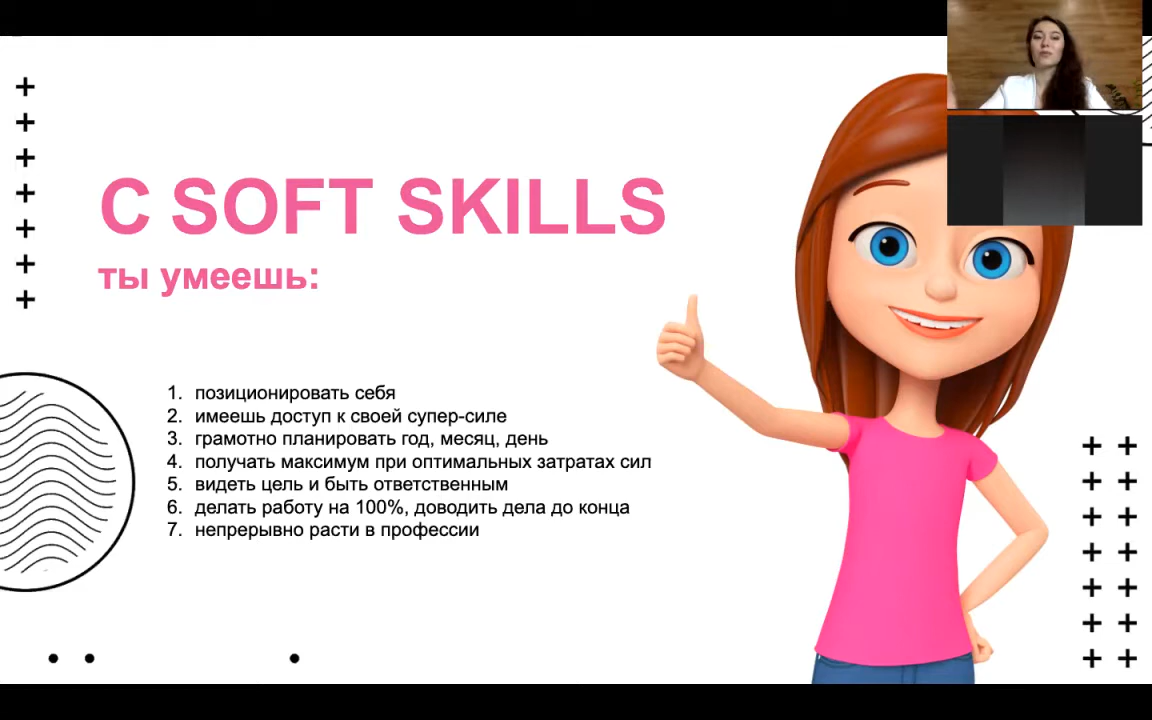 С SOFT SKILLS
ты умеешь:
1. позиционировать себя
2. имеешь доступ к своей супер-силе
3. грамотно планировать год, месяц, день
4. получать максимум при оптимальных затратах сил
5. видеть цель и быть ответственным
6. делать работу на 100%, доводить дела до конца
7. непрерывно расти в профессии